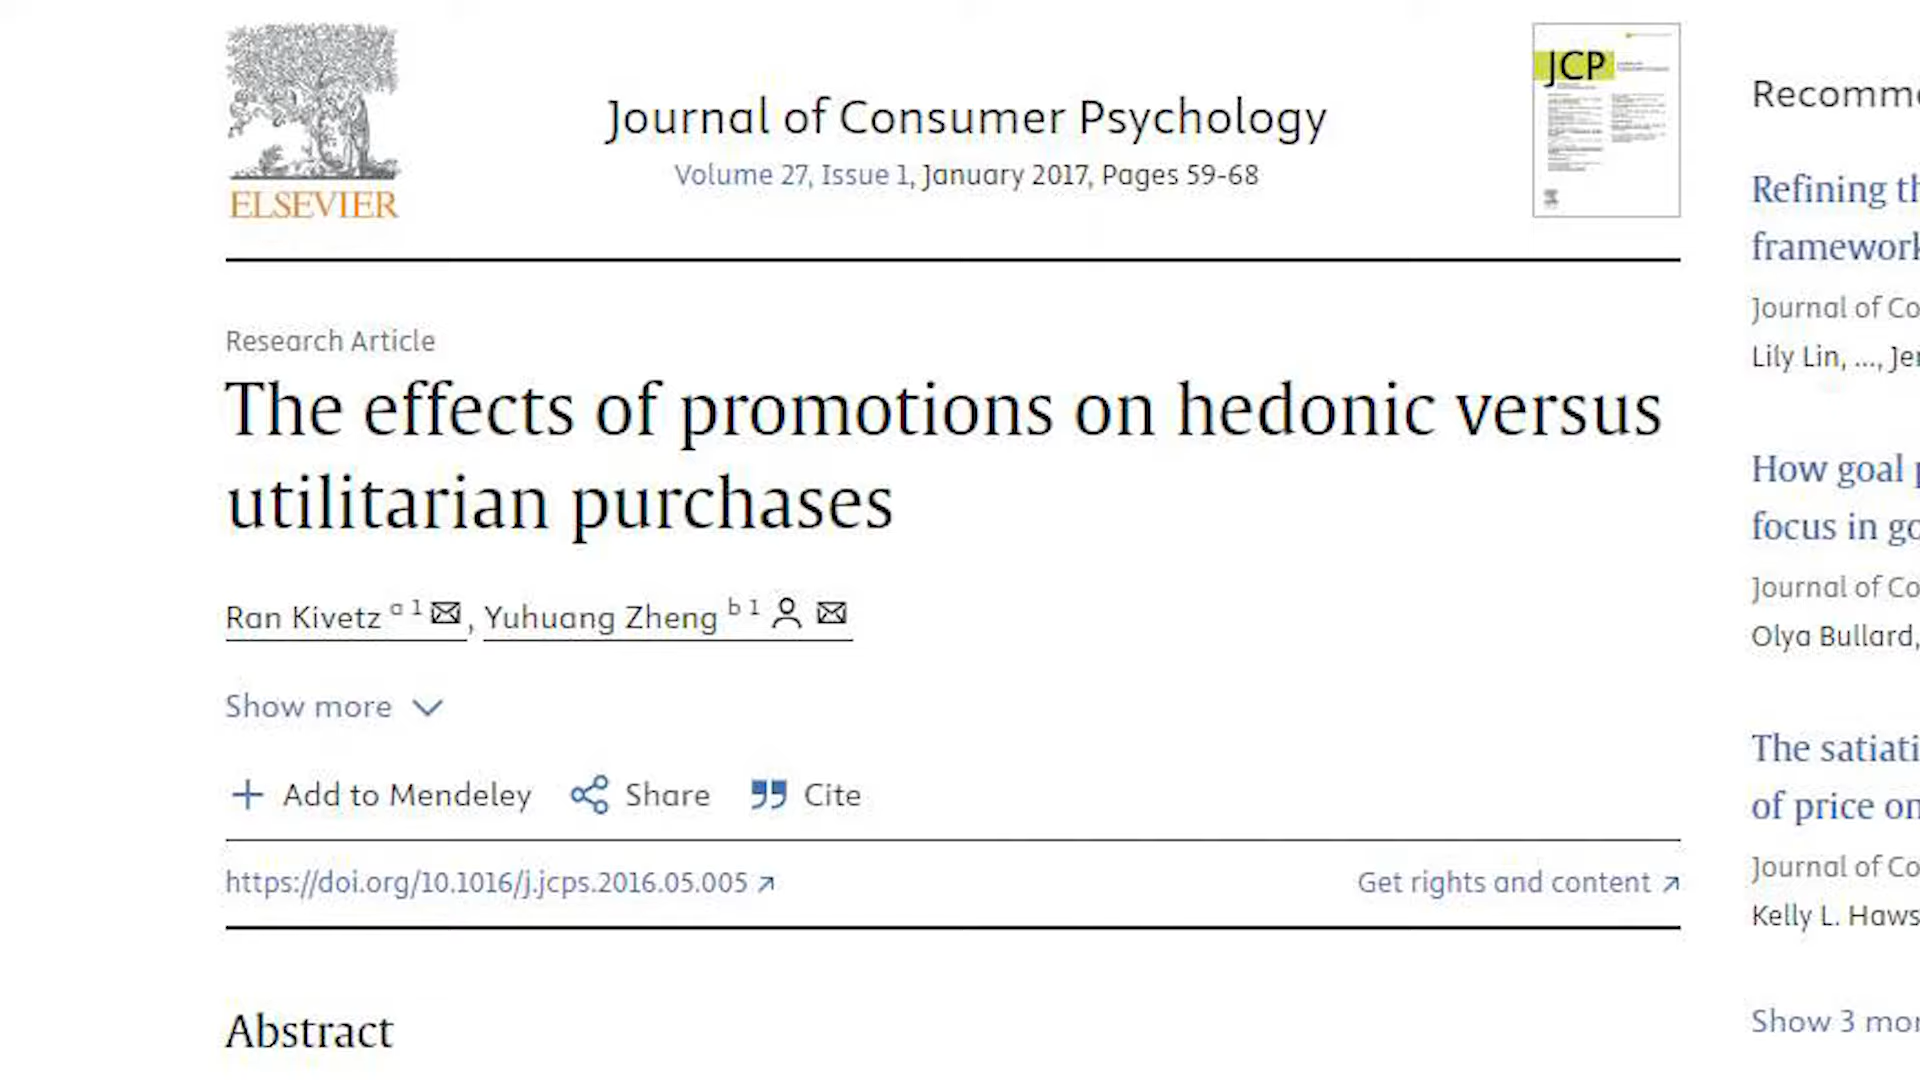 ELSEVIER
Journal of Consumer Psychology
Volume 27, Issue 1, January 2017, Pages 59-68
JCP
Research Article
The effects of promotions on hedonic versus
utilitarian purchases
Ran Kivetz a 1, Yuhuang Zheng b 1
Show more
Add to Mendeley Share Cite
https://doi.org/10.1016/j.jcps.2016.05.005
Get rights and content
Abstract
Recomme
Refining th
framework
Journal of Co
Lily Lin, ..., Jen
How goal p
focus in go
Journal of Co
Olya Bullard,
The satiati
of price on
Journal of Co
Kelly L. Haws
Show 3 mor